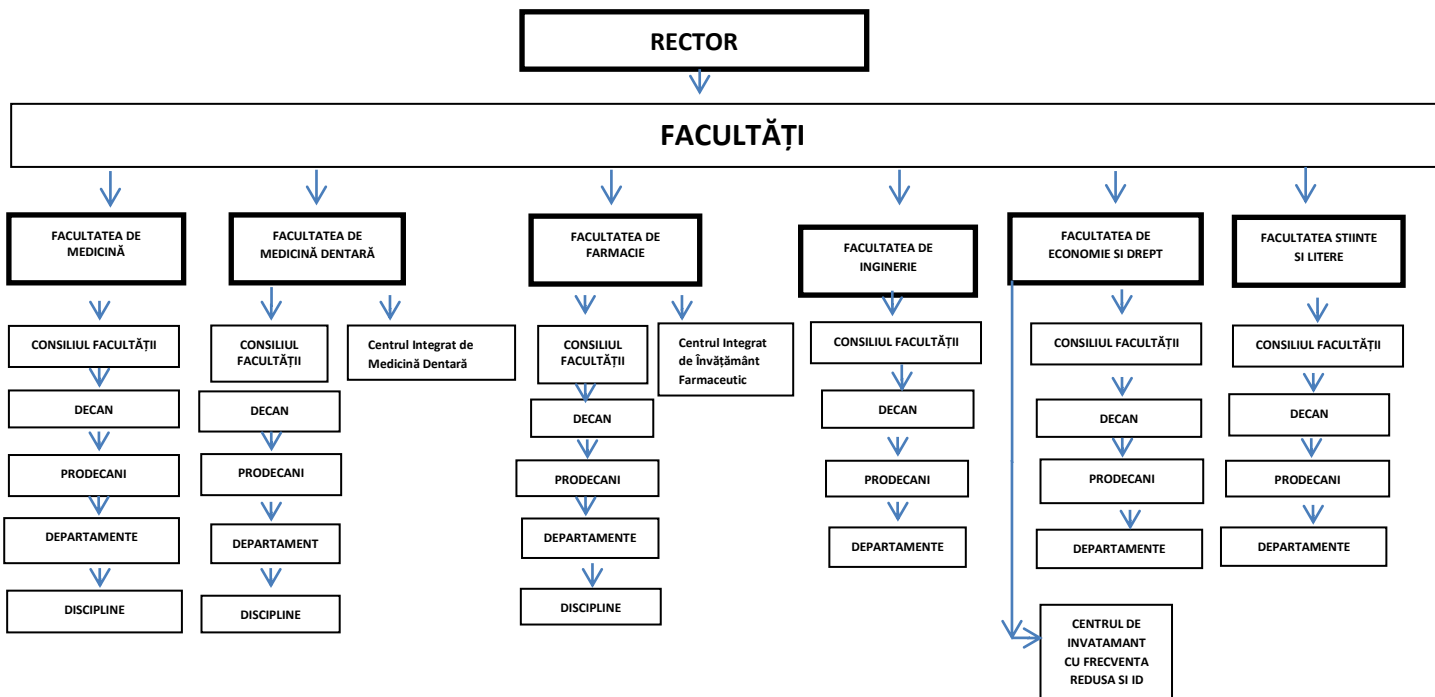 RECTOR
FACULTĂȚI
FACULTATEA DE
MEDICINĂ
FACULTATEA DE
MEDICINĂ DENTARĂ
FACULTATEA DE
FARMACIE
FACULTATEA DE
INGINERIE
FACULTATEA DE
ECONOMIE SI DREPT
FACULTATEA STIINTE
SI LITERE
CONSILIUL FACULTĂȚII
CONSILIUL
FACULTĂȚII
Centrul Integrat de
Medicină Dentară
CONSILIUL
FACULTĂȚII
Centrul Integrat
de Învățământ
Farmaceutic
CONSILIUL FACULTĂȚII
CONSILIUL FACULTĂȚII
CONSILIUL FACULTĂȚII
DECAN
DECAN
DECAN
DECAN
DECAN
DECAN
PRODECANI
PRODECANI
PRODECANI
PRODECANI
PRODECANI
PRODECANI
DEPARTAMENTE
DEPARTAMENT
DEPARTAMENTE
DEPARTAMENTE
DEPARTAMENTE
DEPARTAMENTE
DISCIPLINE
DISCIPLINE
DISCIPLINE
CENTRUL DE
INVATAMANT
CU FRECVENTA
REDUSA SI ID